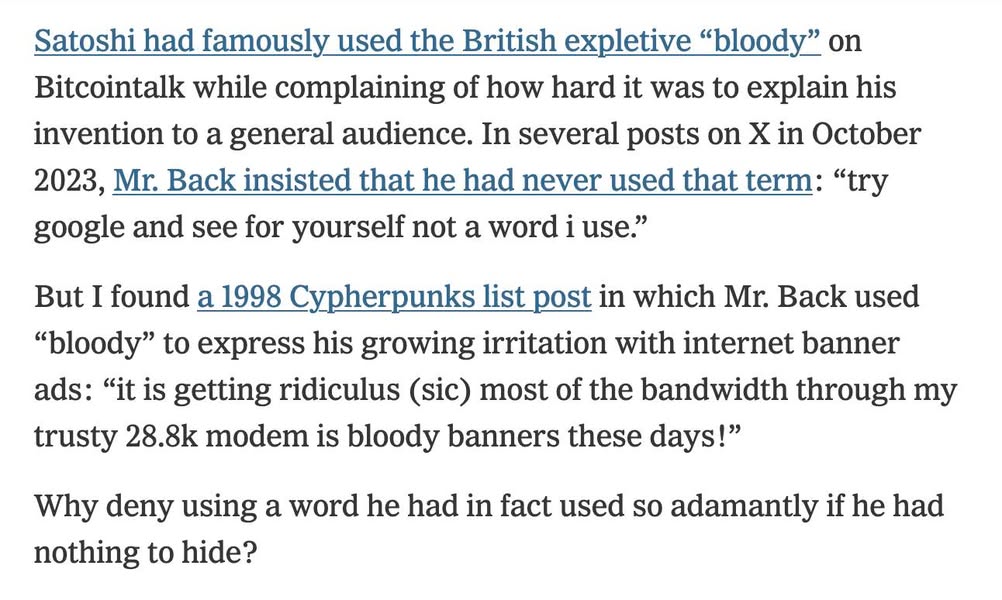 Satoshi had famously used the British expletive “bloody” on
Bitcointalk while complaining of how hard it was to explain his
invention to a general audience. In several posts on X in October
2023, Mr. Back insisted that he had never used that term: “try
google and see for yourself not a word i use.”
But I found a 1998 Cypherpunks list post in which Mr. Back used
“bloody” to express his growing irritation with internet banner
ads: “it is getting ridiculus (sic) most of the bandwidth through my
trusty 28.8k modem is bloody banners these days!”
Why deny using a word he had in fact used so adamantly if he had
nothing to hide?